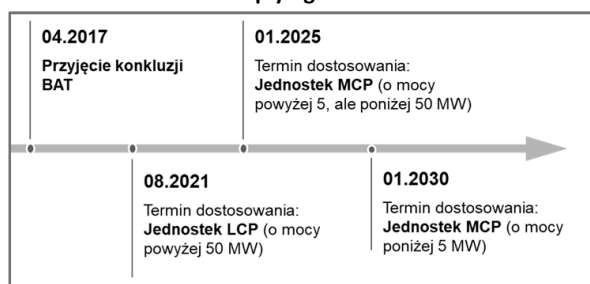 04.2017
Przyjęcie konkluzji
BAT
01.2025
Termin dostosowania:
Jednostek MCP (o mocy
powyżej 5, ale poniżej 50 MW)
08.2021
Termin dostosowania:
Jednostek LCP (o mocy
powyżej 50 MW)
01.2030
Termin dostosowania:
Jednostek MCP (o mocy
poniżej 5 MW)